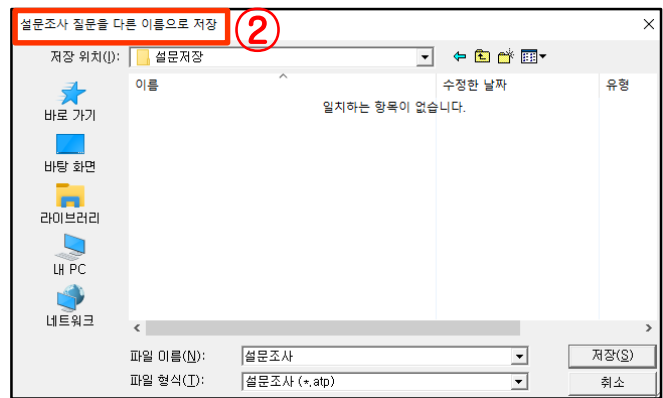 설문조사 질문을 다른 이름으로 저장
②
저장 위치(I):
설문저장
이름
수정한 날짜
유형
일치하는 항목이 없습니다.
바로 가기
바탕 화면
라이브러리
내 PC
네트워크
파일 이름(N):
설문조사
저장(S)
파일 형식(T):
설문조사 (*.atp)
취소